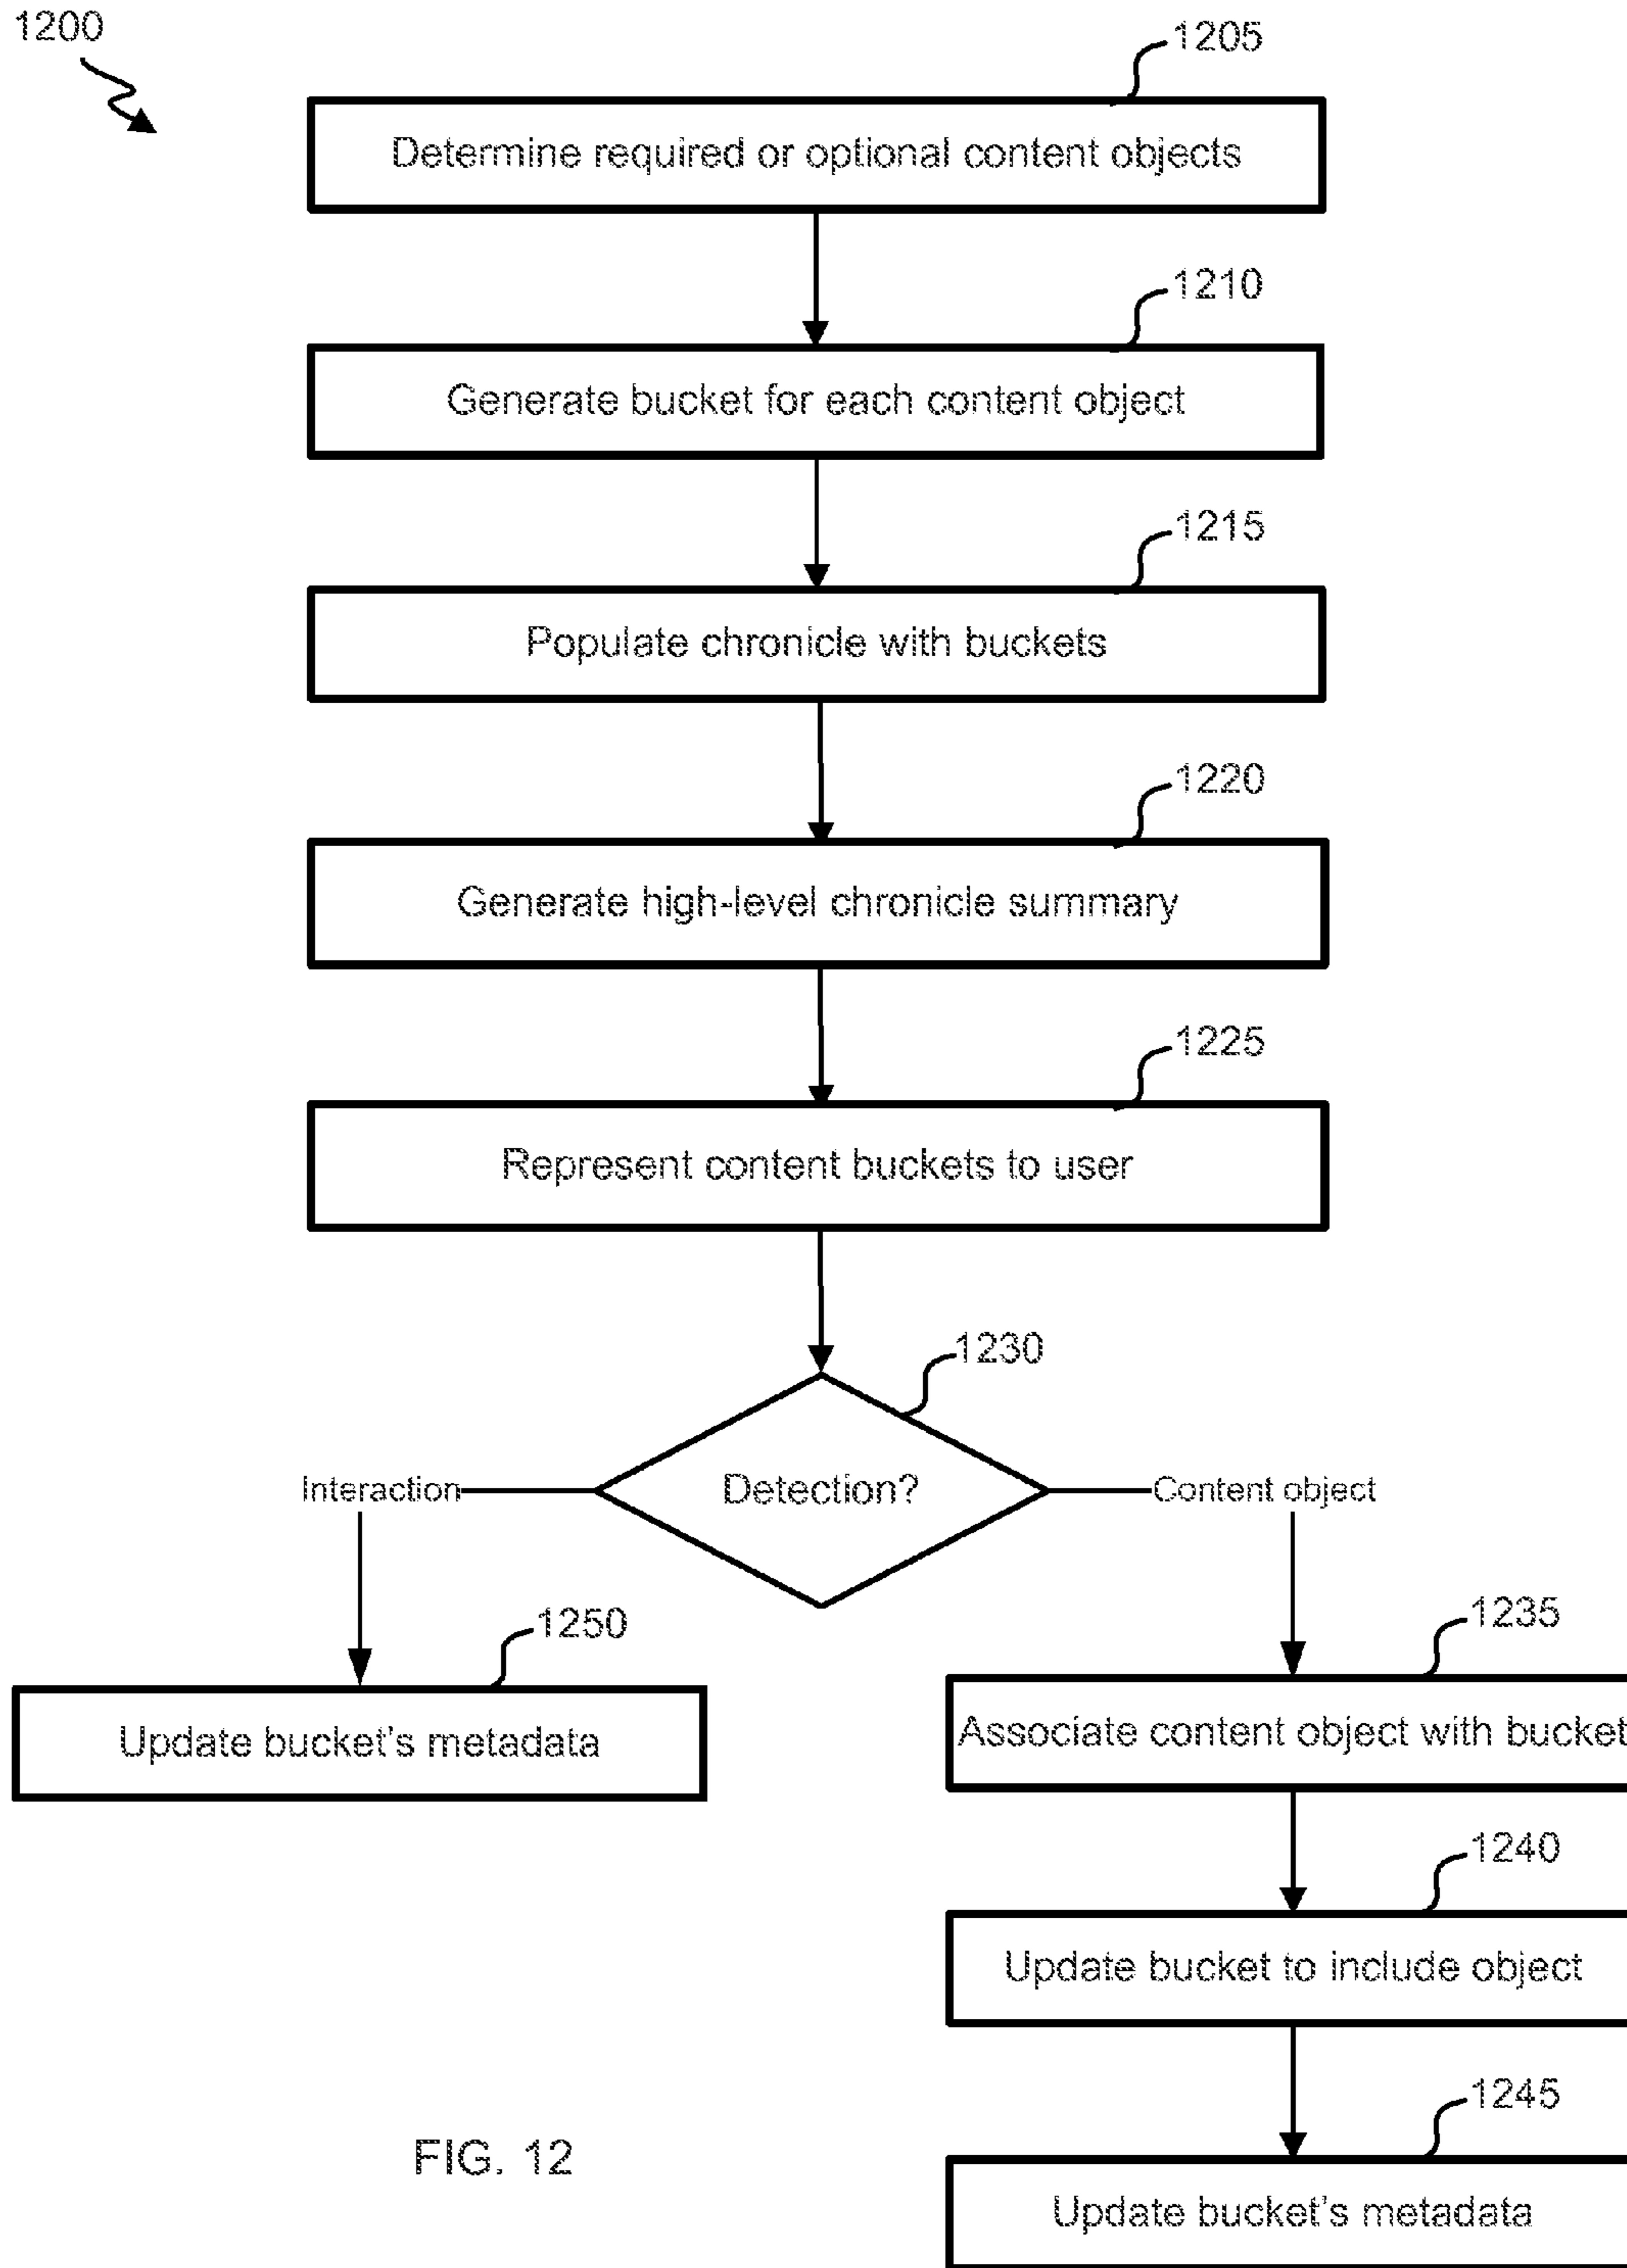 1200
1205
Determine required or optional content objects
1210
Generate bucket for each content object
1215
Populate chronicle with buckets
1220
Generate high-level chronicle summary
1225
Represent content buckets to user
1230
Detection?
Interaction
Content object
1250
Update bucket's metadata
1235
Associate content object with bucket
1240
Update bucket to include object
1245
Update bucket's metadata
FIG. 12